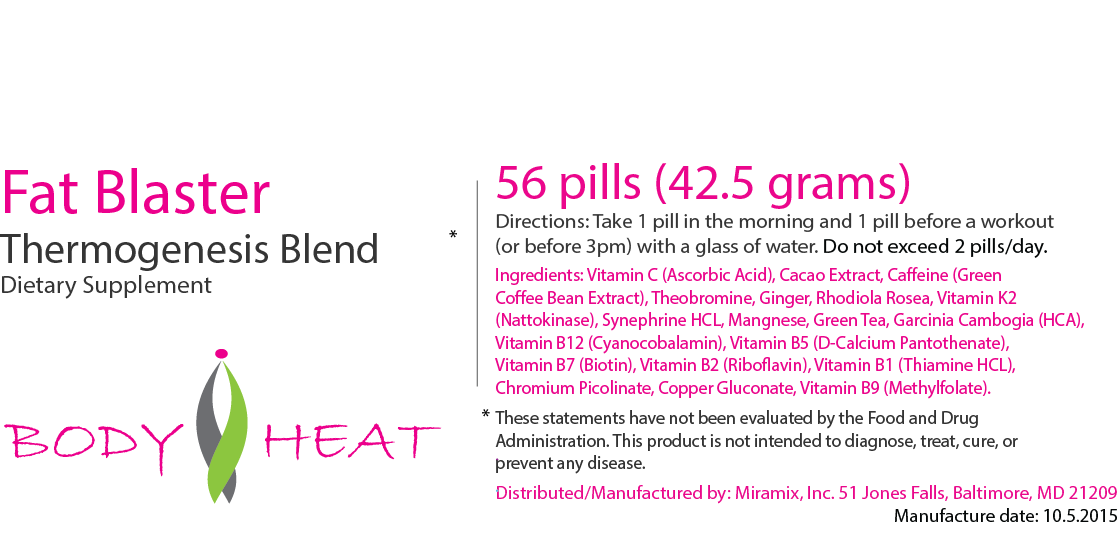 Fat Blaster
Thermogenesis Blend *
Dietary Supplement
BODY HEAT
56 pills (42.5 grams)
Directions: Take 1 pill in the morning and 1 pill before a workout
(or before 3pm) with a glass of water. Do not exceed 2 pills/day.
Ingredients: Vitamin C (Ascorbic Acid), Cacao Extract, Caffeine (Green
Coffee Bean Extract), Theobromine, Ginger, Rhodiola Rosea, Vitamin K2
(Nattokinase), Synephrine HCL, Mangnese, Green Tea, Garcinia Cambogia (HCA),
Vitamin B12 (Cyanocobalamin), Vitamin B5 (D-Calcium Pantothenate),
Vitamin B7 (Biotin), Vitamin B2 (Riboflavin), Vitamin B1 (Thiamine HCL),
Chromium Picolinate, Copper Gluconate, Vitamin B9 (Methylfolate).
* These statements have not been evaluated by the Food and Drug
Administration. This product is not intended to diagnose, treat, cure, or
prevent any disease.
Distributed/Manufactured by: Miramix, Inc. 51 Jones Falls, Baltimore, MD 21209
Manufacture date: 10.5.2015